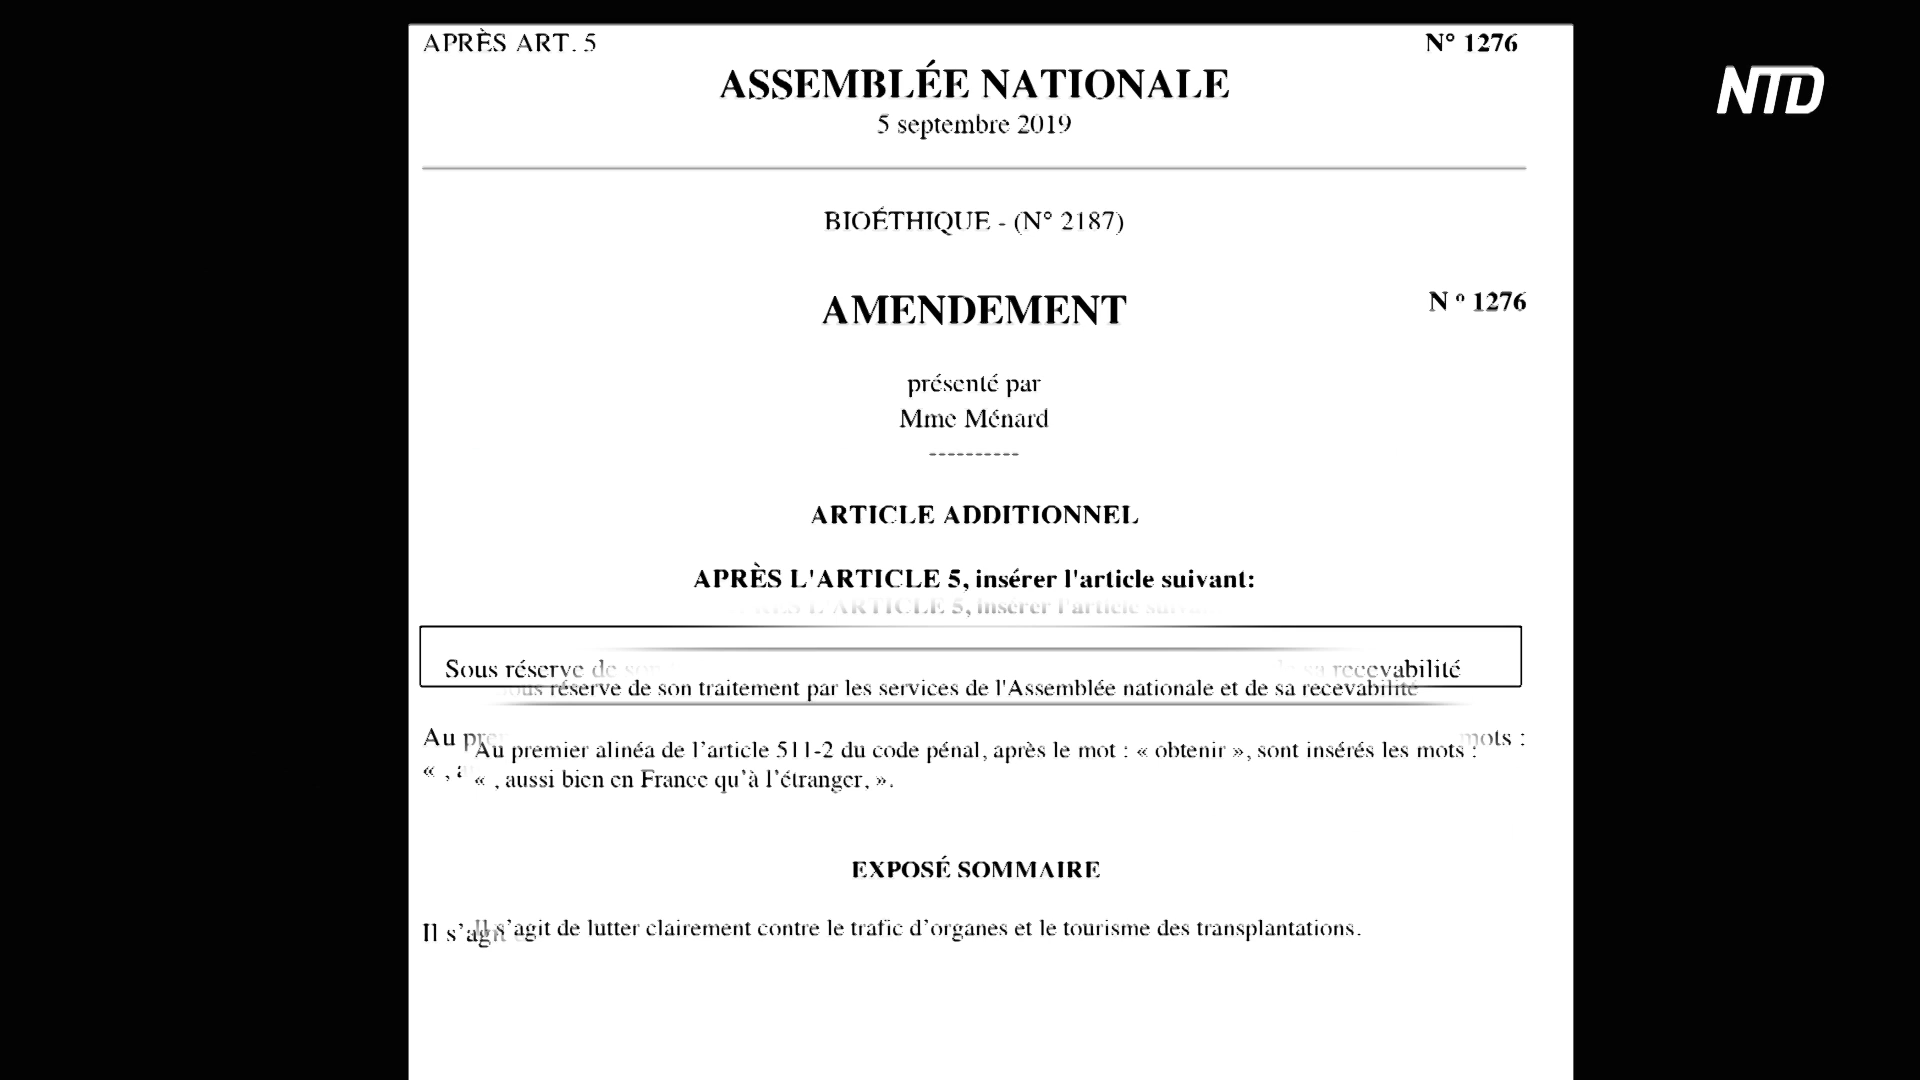 APRÈS ART. 5
N° 1276
ASSEMBLÉE NATIONALE
5 septembre 2019
NTD
BIOÉTHIQUE - (N° 2187)
AMENDEMENT
N º 1276
présenté par
Mme Ménard
----------
ARTICLE ADDITIONNEL
APRÈS L'ARTICLE 5, insérer l'article suivant:
Sous réserve de son traitement par les services de l'Assemblée nationale et de sa recevabilité
Au premier alinéa de l’article 511-2 du code pénal, après le mot : « obtenir », sont insérés les mots :
« , aussi bien en France qu’à l’étranger, ».
EXPOSÉ SOMMAIRE
Il s’agit de lutter clairement contre le trafic d’organes et le tourisme des transplantations.